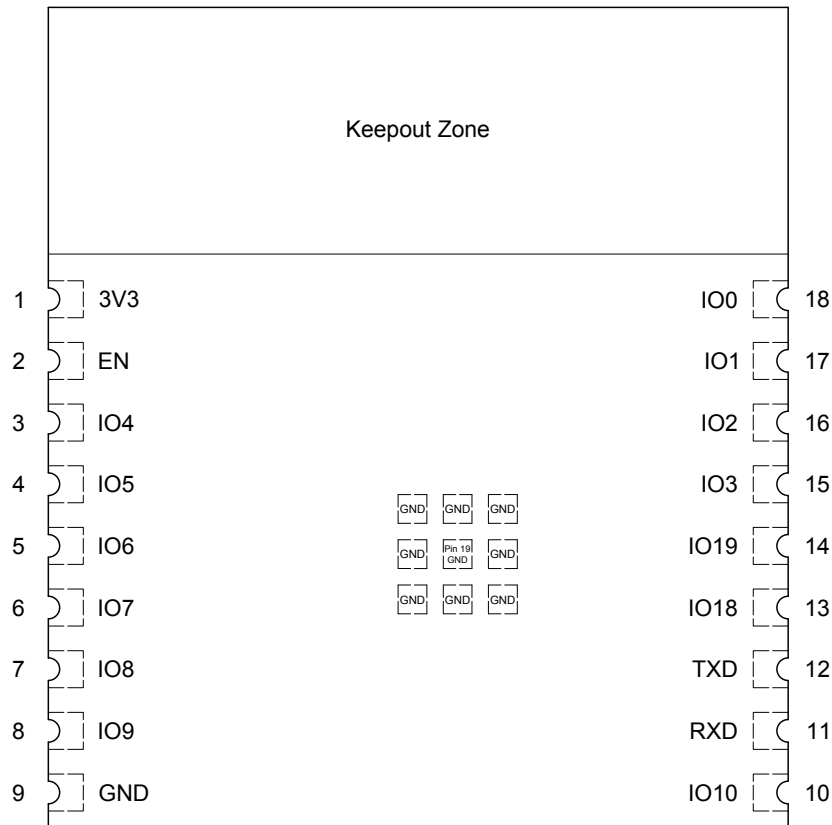 Keepout Zone
1 3V3 IO0 18
2 EN IO1 17
3 IO4 IO2 16
4 IO5 IO3 15
GND GND GND
5 IO6 GND Pin 19 GND GND IO19 14
6 IO7 GND GND GND IO18 13
7 IO8 TXD 12
8 IO9 RXD 11
9 GND IO10 10